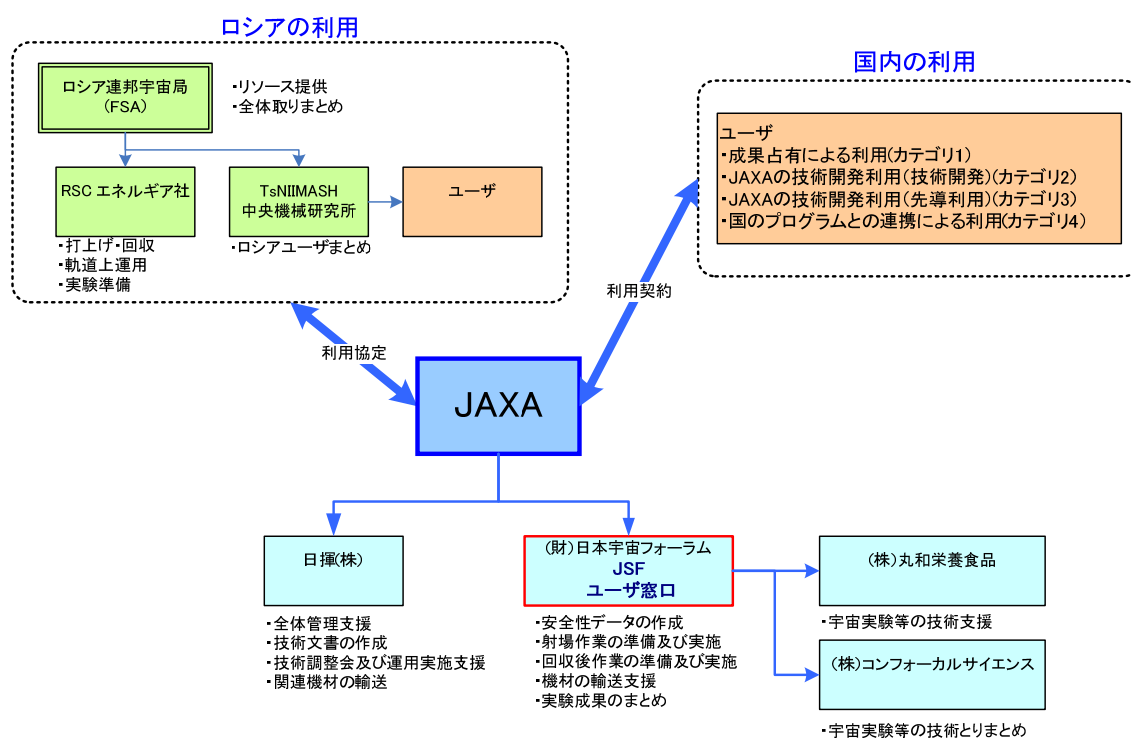 ロシアの利用
ロシア連邦宇宙局
(FSA)
・リソース提供
・全体取りまとめ
RSC エネルギア社
・打上げ・回収
・軌道上運用
・実験準備
TsNIIMASH
中央機械研究所
・ロシアユーザまとめ
ユーザ
国内の利用
ユーザ
・成果占有による利用(カテゴリ1)
・JAXAの技術開発利用(技術開発)(カテゴリ2)
・JAXAの技術開発利用(先導利用)(カテゴリ3)
・国のプログラムとの連携による利用(カテゴリ4)
利用協定
利用契約
JAXA
日揮(株)
・全体管理支援
・技術文書の作成
・技術調整会及び運用実施支援
・関連機材の輸送
(財)日本宇宙フォーラム
JSF
ユーザ窓口
・安全性データの作成
・射場作業の準備及び実施
・回収後作業の準備及び実施
・機材の輸送支援
・実験成果のまとめ
(株)丸和栄養食品
・宇宙実験等の技術支援
(株)コンフォーカルサイエンス
・宇宙実験等の技術とりまとめ